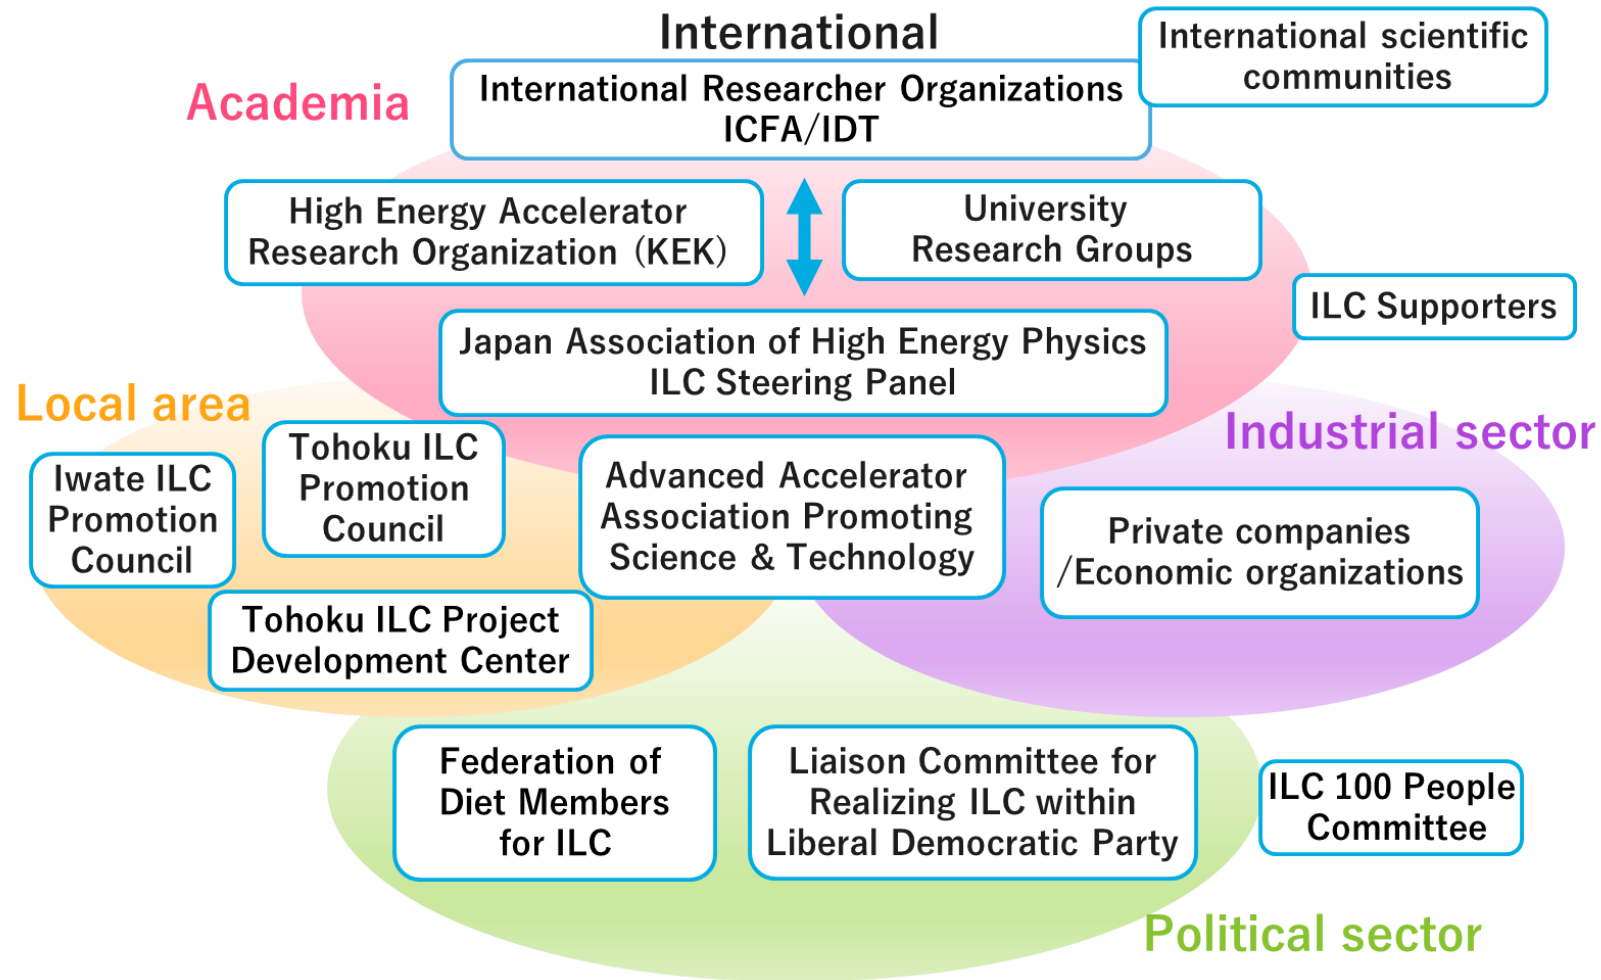 International
International scientific
communities
Academia
International Researcher Organizations
ICFA/IDT
High Energy Accelerator
Research Organization (KEK)
University
Research Groups
ILC Supporters
Japan Association of High Energy Physics
ILC Steering Panel
Local area
Industrial sector
Iwate ILC
Promotion
Council
Tohoku ILC
Promotion
Council
Advanced Accelerator
Association Promoting
Science & Technology
Private companies
/Economic organizations
Tohoku ILC Project
Development Center
Federation of
Diet Members
for ILC
Liaison Committee for
Realizing ILC within
Liberal Democratic Party
ILC 100 People
Committee
Political sector